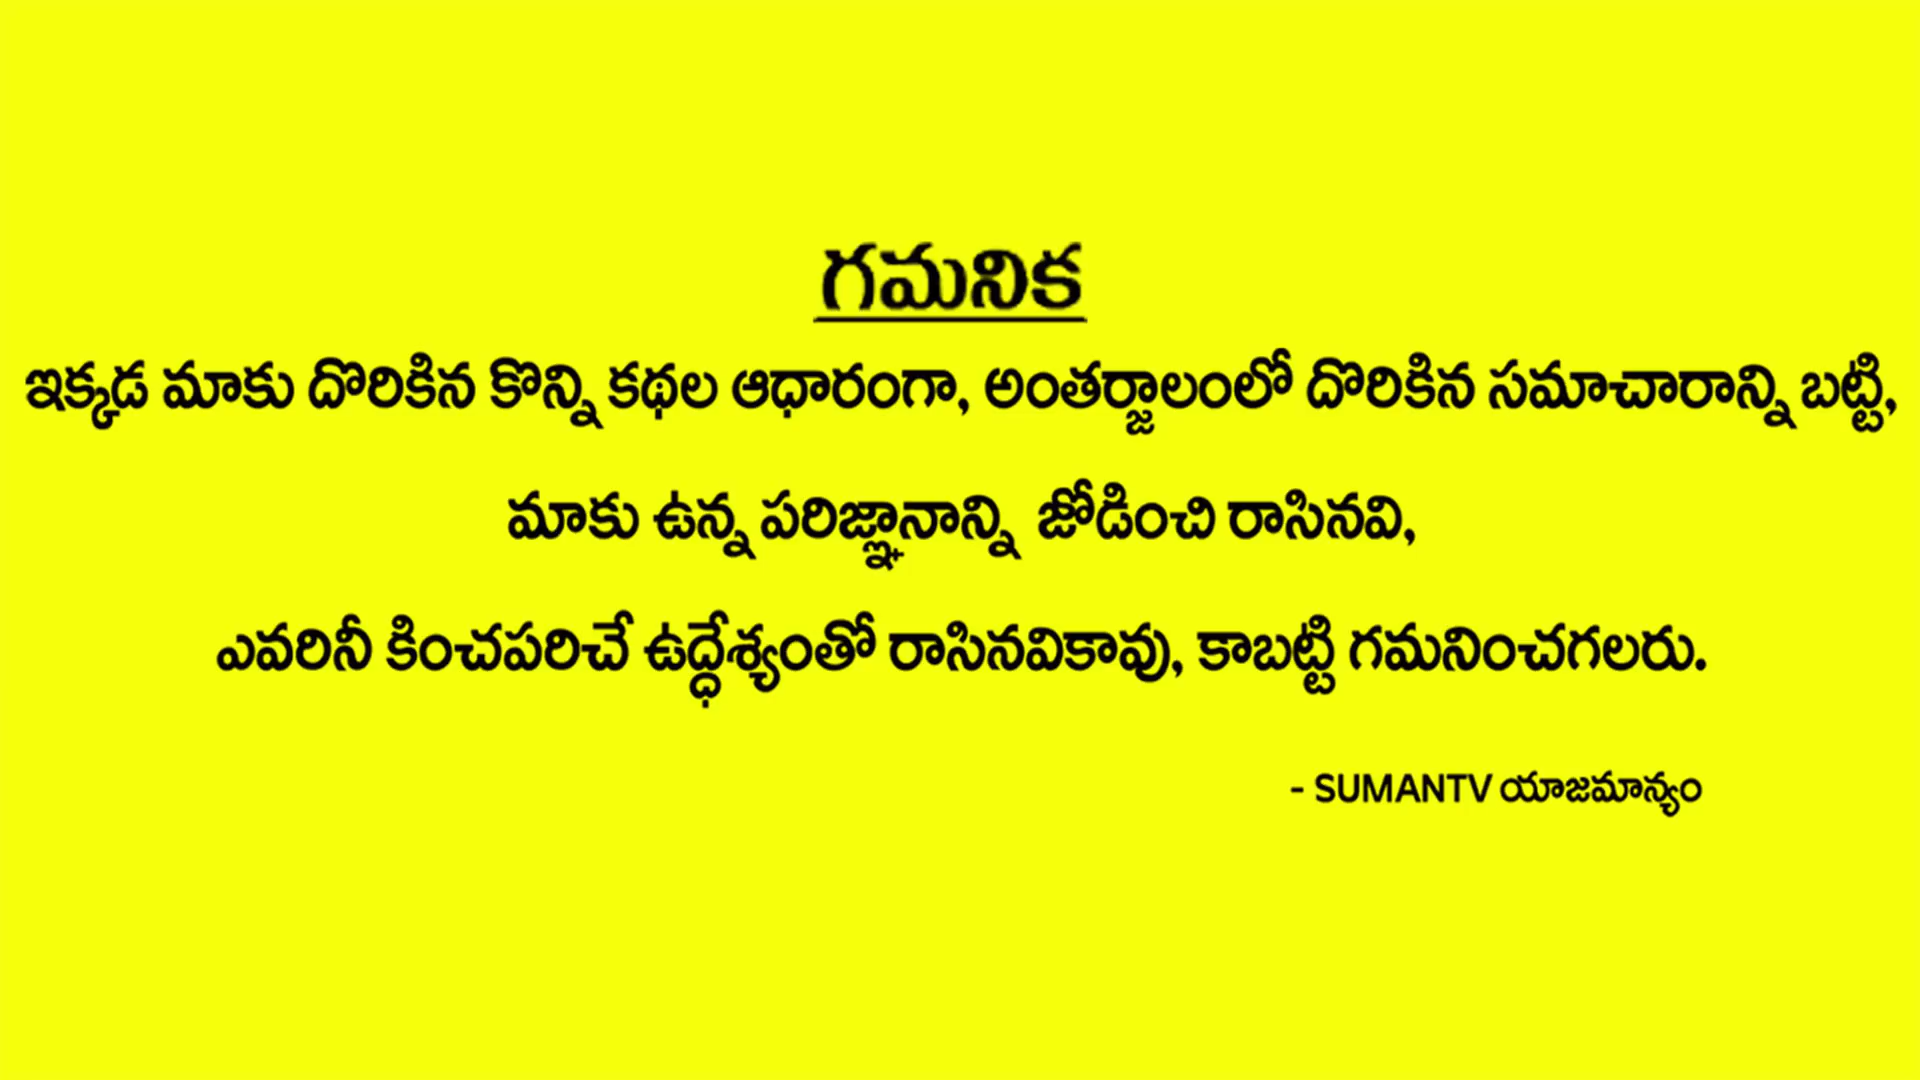 గమనిక
ఇక్కడ మాకు దొరికిన కొన్ని కథల ఆధారంగా, అంతర్జాలంలో దొరికిన సమాచారాన్ని బట్టి,
మాకు ఉన్న పరిజ్ఞానాన్ని జోడించి రాసినవి,
ఎవరినీ కించపరిచే ఉద్ధేశ్యంతో రాసినవికావు, కాబట్టి గమనించగలరు.
- SUMANTV యాజమాన్యం